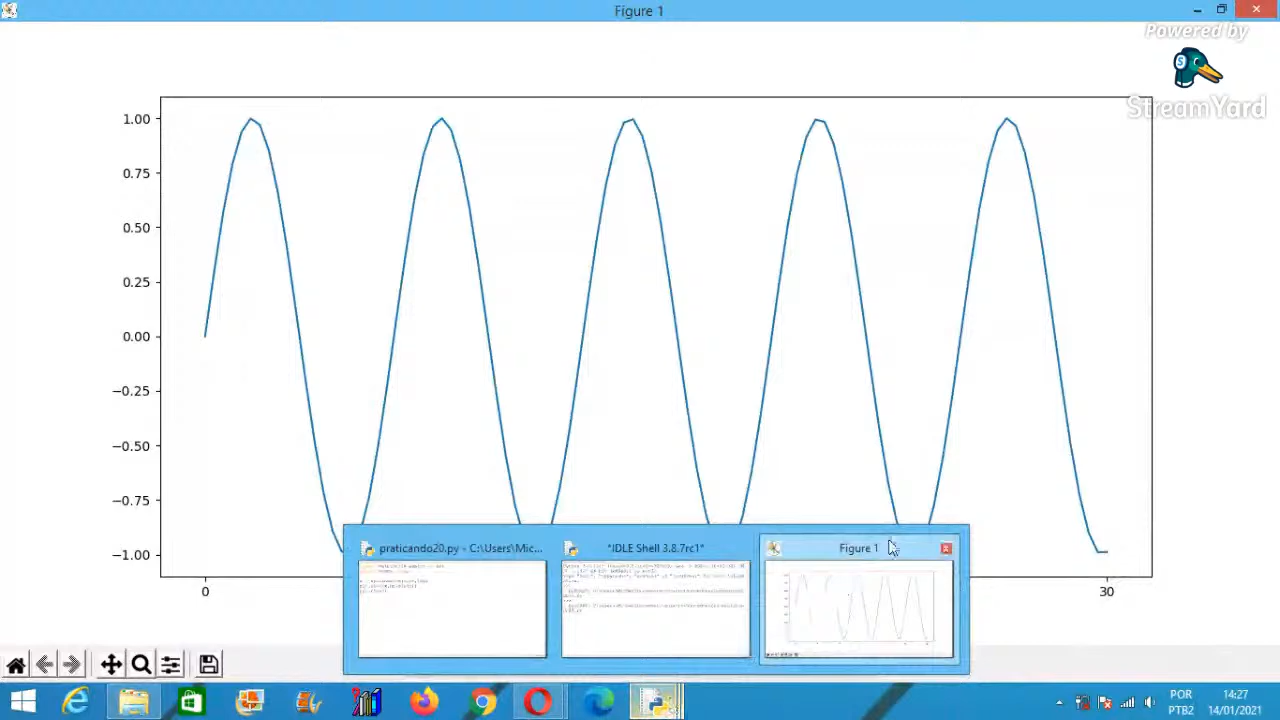 Figure 1
Powered by
StreamYard
1.00
0.75
0.50
0.25
0.00
−0.25
−0.50
−0.75
−1.00
0
30
praticando20.py - C:\Users\Mic...
*IDLE Shell 3.8.7rc1*
Figure 1
POR
PTB2
14:27
14/01/2021